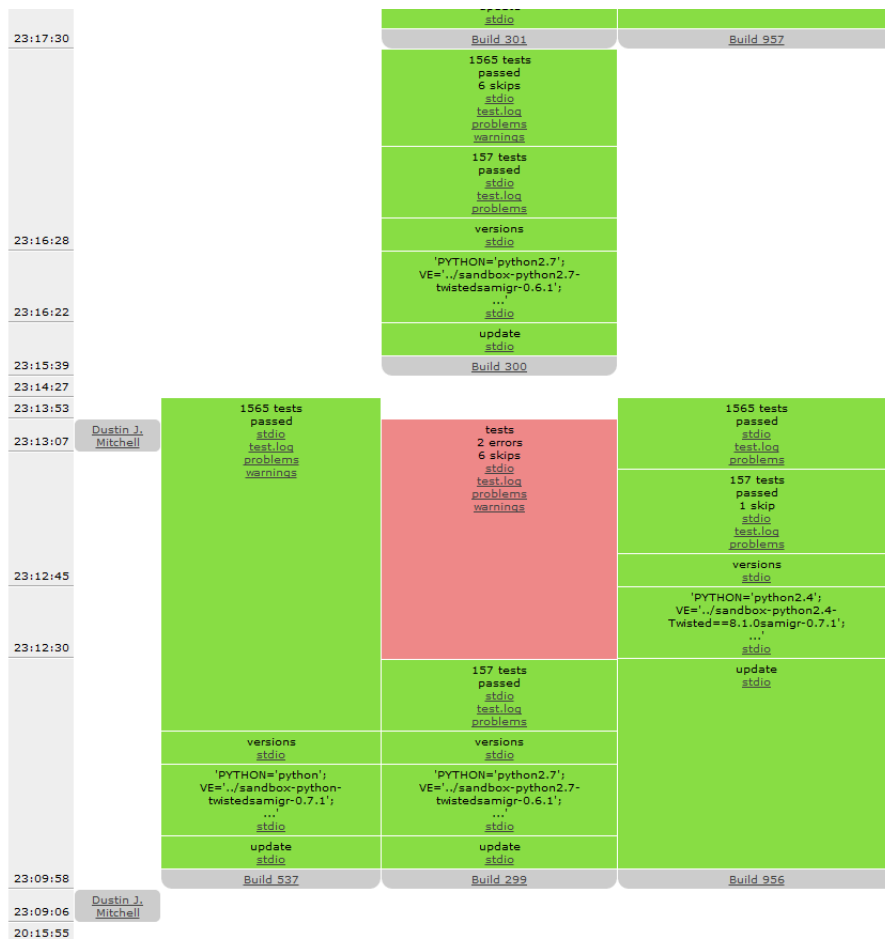 update
stdio
23:17:30
Build 301
Build 957
1565 tests
passed
6 skips
stdio
test.log
problems
warnings
157 tests
passed
stdio
test.log
problems
versions
stdio
23:16:28
'PYTHON='python2.7';
VE='../sandbox-python2.7-
twistedsamigr-0.6.1';
...'
stdio
23:16:22
update
stdio
23:15:39
Build 300
23:14:27
23:13:53
Dustin J.
Mitchell
23:13:07
1565 tests
passed
stdio
test.log
problems
warnings
tests
2 errors
6 skips
stdio
test.log
problems
warnings
1565 tests
passed
stdio
test.log
problems
157 tests
passed
1 skip
stdio
test.log
problems
23:12:45
versions
stdio
'PYTHON='python2.4';
VE='../sandbox-python2.4-
Twisted==8.1.0samigr-0.7.1';
...'
stdio
23:12:30
157 tests
passed
stdio
test.log
problems
update
stdio
versions
stdio
versions
stdio
'PYTHON='python';
VE='../sandbox-python-
twistedsamigr-0.7.1';
...'
stdio
'PYTHON='python2.7';
VE='../sandbox-python2.7-
twistedsamigr-0.6.1';
...'
stdio
update
stdio
update
stdio
23:09:58
Build 537
Build 299
Build 956
Dustin J.
Mitchell
23:09:06
20:15:55